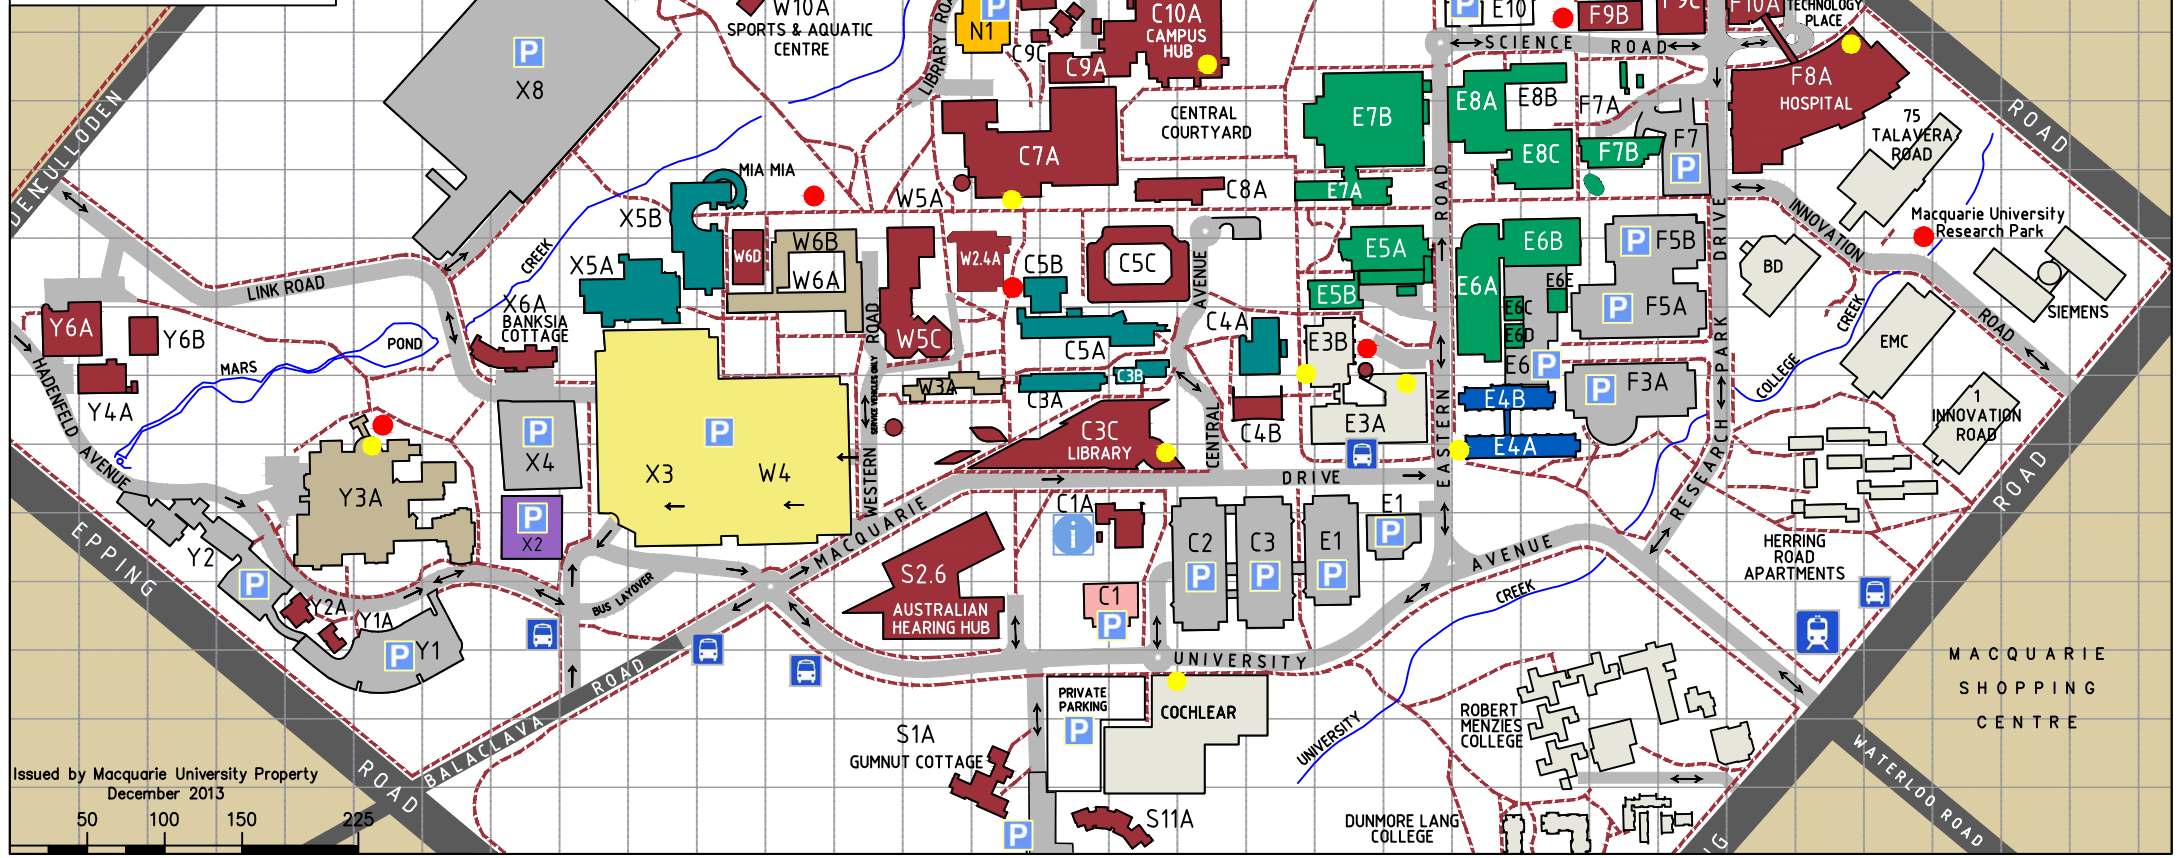 W10A
SPORTS & AQUATIC
CENTRE
P
X8
LIBRARY
N1
P
C9C
C9A
C10A
CAMPUS
HUB
P
E10
F9B
F9C
F10A
TECHNOLOGY
PLACE
SCIENCE ROAD
CULLODEN
F8A
HOSPITAL
ROAD
75
TALAVERA
ROAD
E7B
E8A
E8B
F7A
E8C
F7B
F7
P
CENTRAL
COURTYARD
C7A
C8A
E7A
MIA MIA
W5A
X5B
ROAD
DRIVE
INNOVATION
ROAD
Macquarie University
Research Park
SIEMENS
BD
EMC
CREEK
X5A
W6D
W6B
W6A
W2.4A
C5B
C5C
E5A
E6B
P
F5B
E6A
E6E
E5B
E6C
E6D
P
F5A
LINK ROAD
Y6A
Y6B
X6A
BANKSIA
COTTAGE
W5C
ROAD
AVENUE
C4A
C5A
C3B
C3A
W3A
E3B
E6
P
P
F3A
PARK
CREEK
COLLEGE
POND
MARS
Y4A
HADENFELD
AVENUE
P
X4
P
X3
W4
SERVICE VEHICLES ONLY
WESTERN
C3C
LIBRARY
C4B
E3A
E4B
E4A
CENTRAL
EASTERN
RESEARCH
1
INNOVATION
ROAD
Y3A
DRIVE
MACQUARIE
C1A
i
C2
P
C3
P
E1
P
E1
P
AVENUE
HERRING
ROAD
APARTMENTS
ROAD
EPPING
Y2
P
P
X2
BUS LAYOVER
S2.6
AUSTRALIAN
HEARING HUB
C1
P
CREEK
Y2A
Y1A
P
Y1
UNIVERSITY
MACQUARIE
SHOPPING
CENTRE
BALACLAVA ROAD
PRIVATE
PARKING
P
COCHLEAR
S1A
GUMNUT COTTAGE
UNIVERSITY
ROBERT
MENZIES
COLLEGE
WATERLOO ROAD
Issued by Macquarie University Property
December 2013
ROAD
50 100 150 225
P
S11A
DUNMORE LANG
COLLEGE